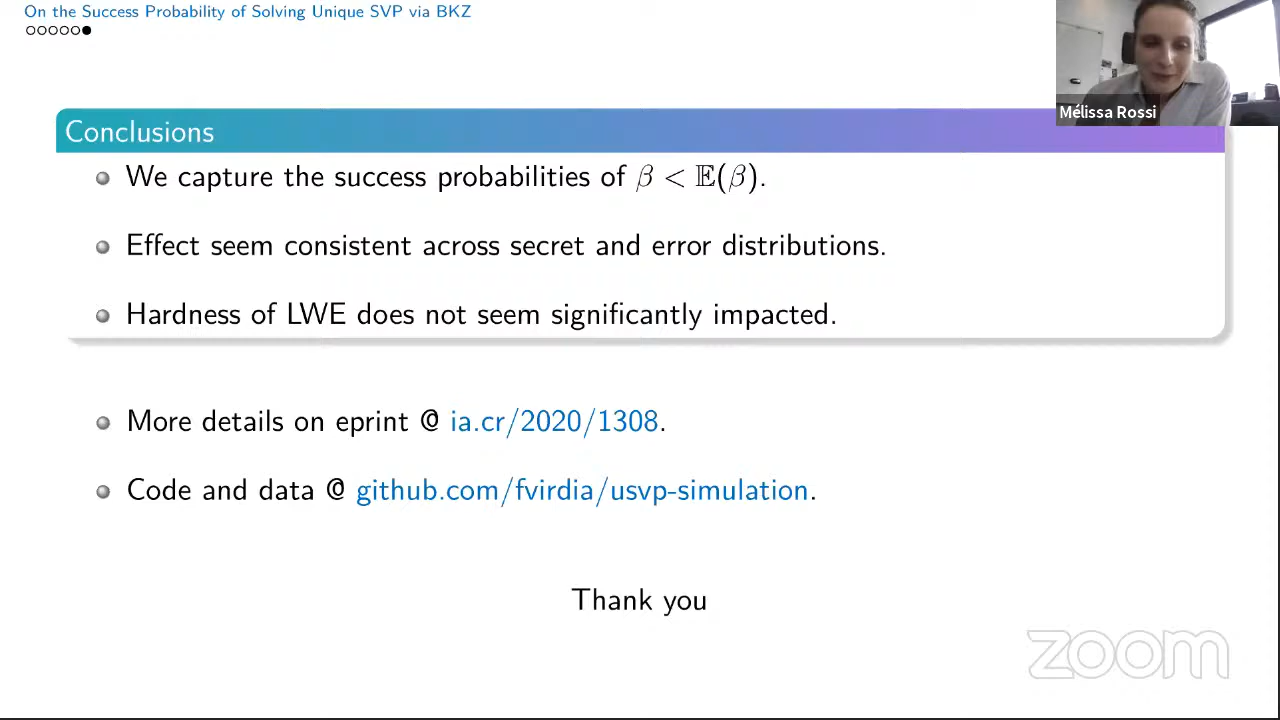 On the Success Probability of Solving Unique SVP via BKZ
Mélissa Rossi
Conclusions
We capture the success probabilities of β < 𝔼(β).
Effect seem consistent across secret and error distributions.
Hardness of LWE does not seem significantly impacted.
More details on eprint @ ia.cr/2020/1308.
Code and data @ github.com/fvirdia/usvp-simulation.
Thank you
zoom